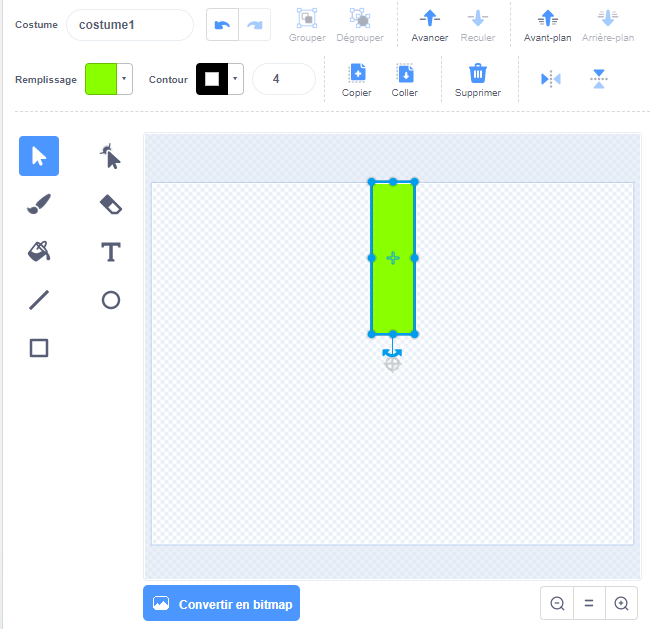 Costume
costume1
Grouper
Dégrouper
Avancer
Reculer
Avant-plan
Arrière-plan
Remplissage
Contour
4
Copier
Coller
Supprimer
Convertir en bitmap